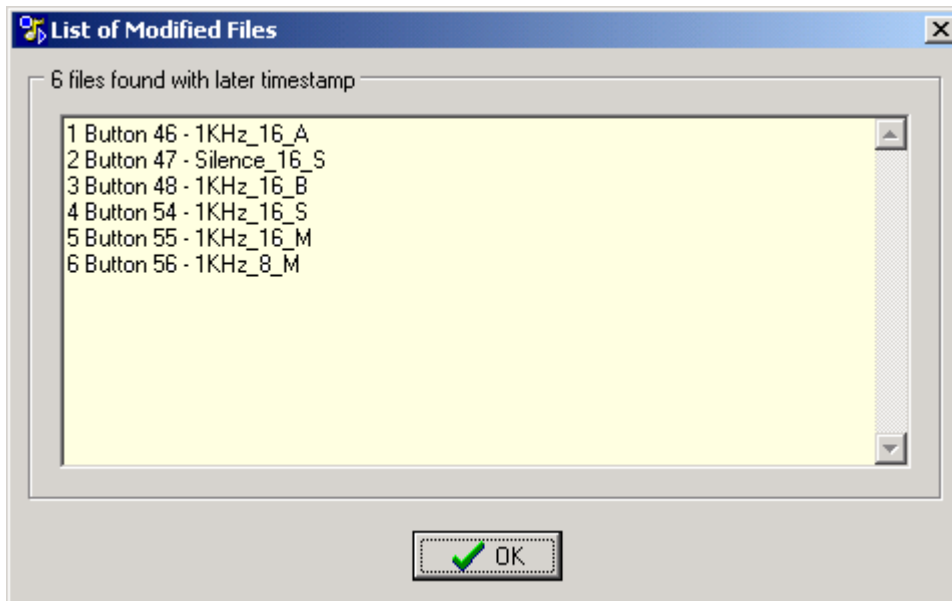 List of Modified Files
6 files found with later timestamp
1 Button 46 - 1KHz_16_A
2 Button 47 - Silence_16_S
3 Button 48 - 1KHz_16_B
4 Button 54 - 1KHz_16_S
5 Button 55 - 1KHz_16_M
6 Button 56 - 1KHz_8_M
OK